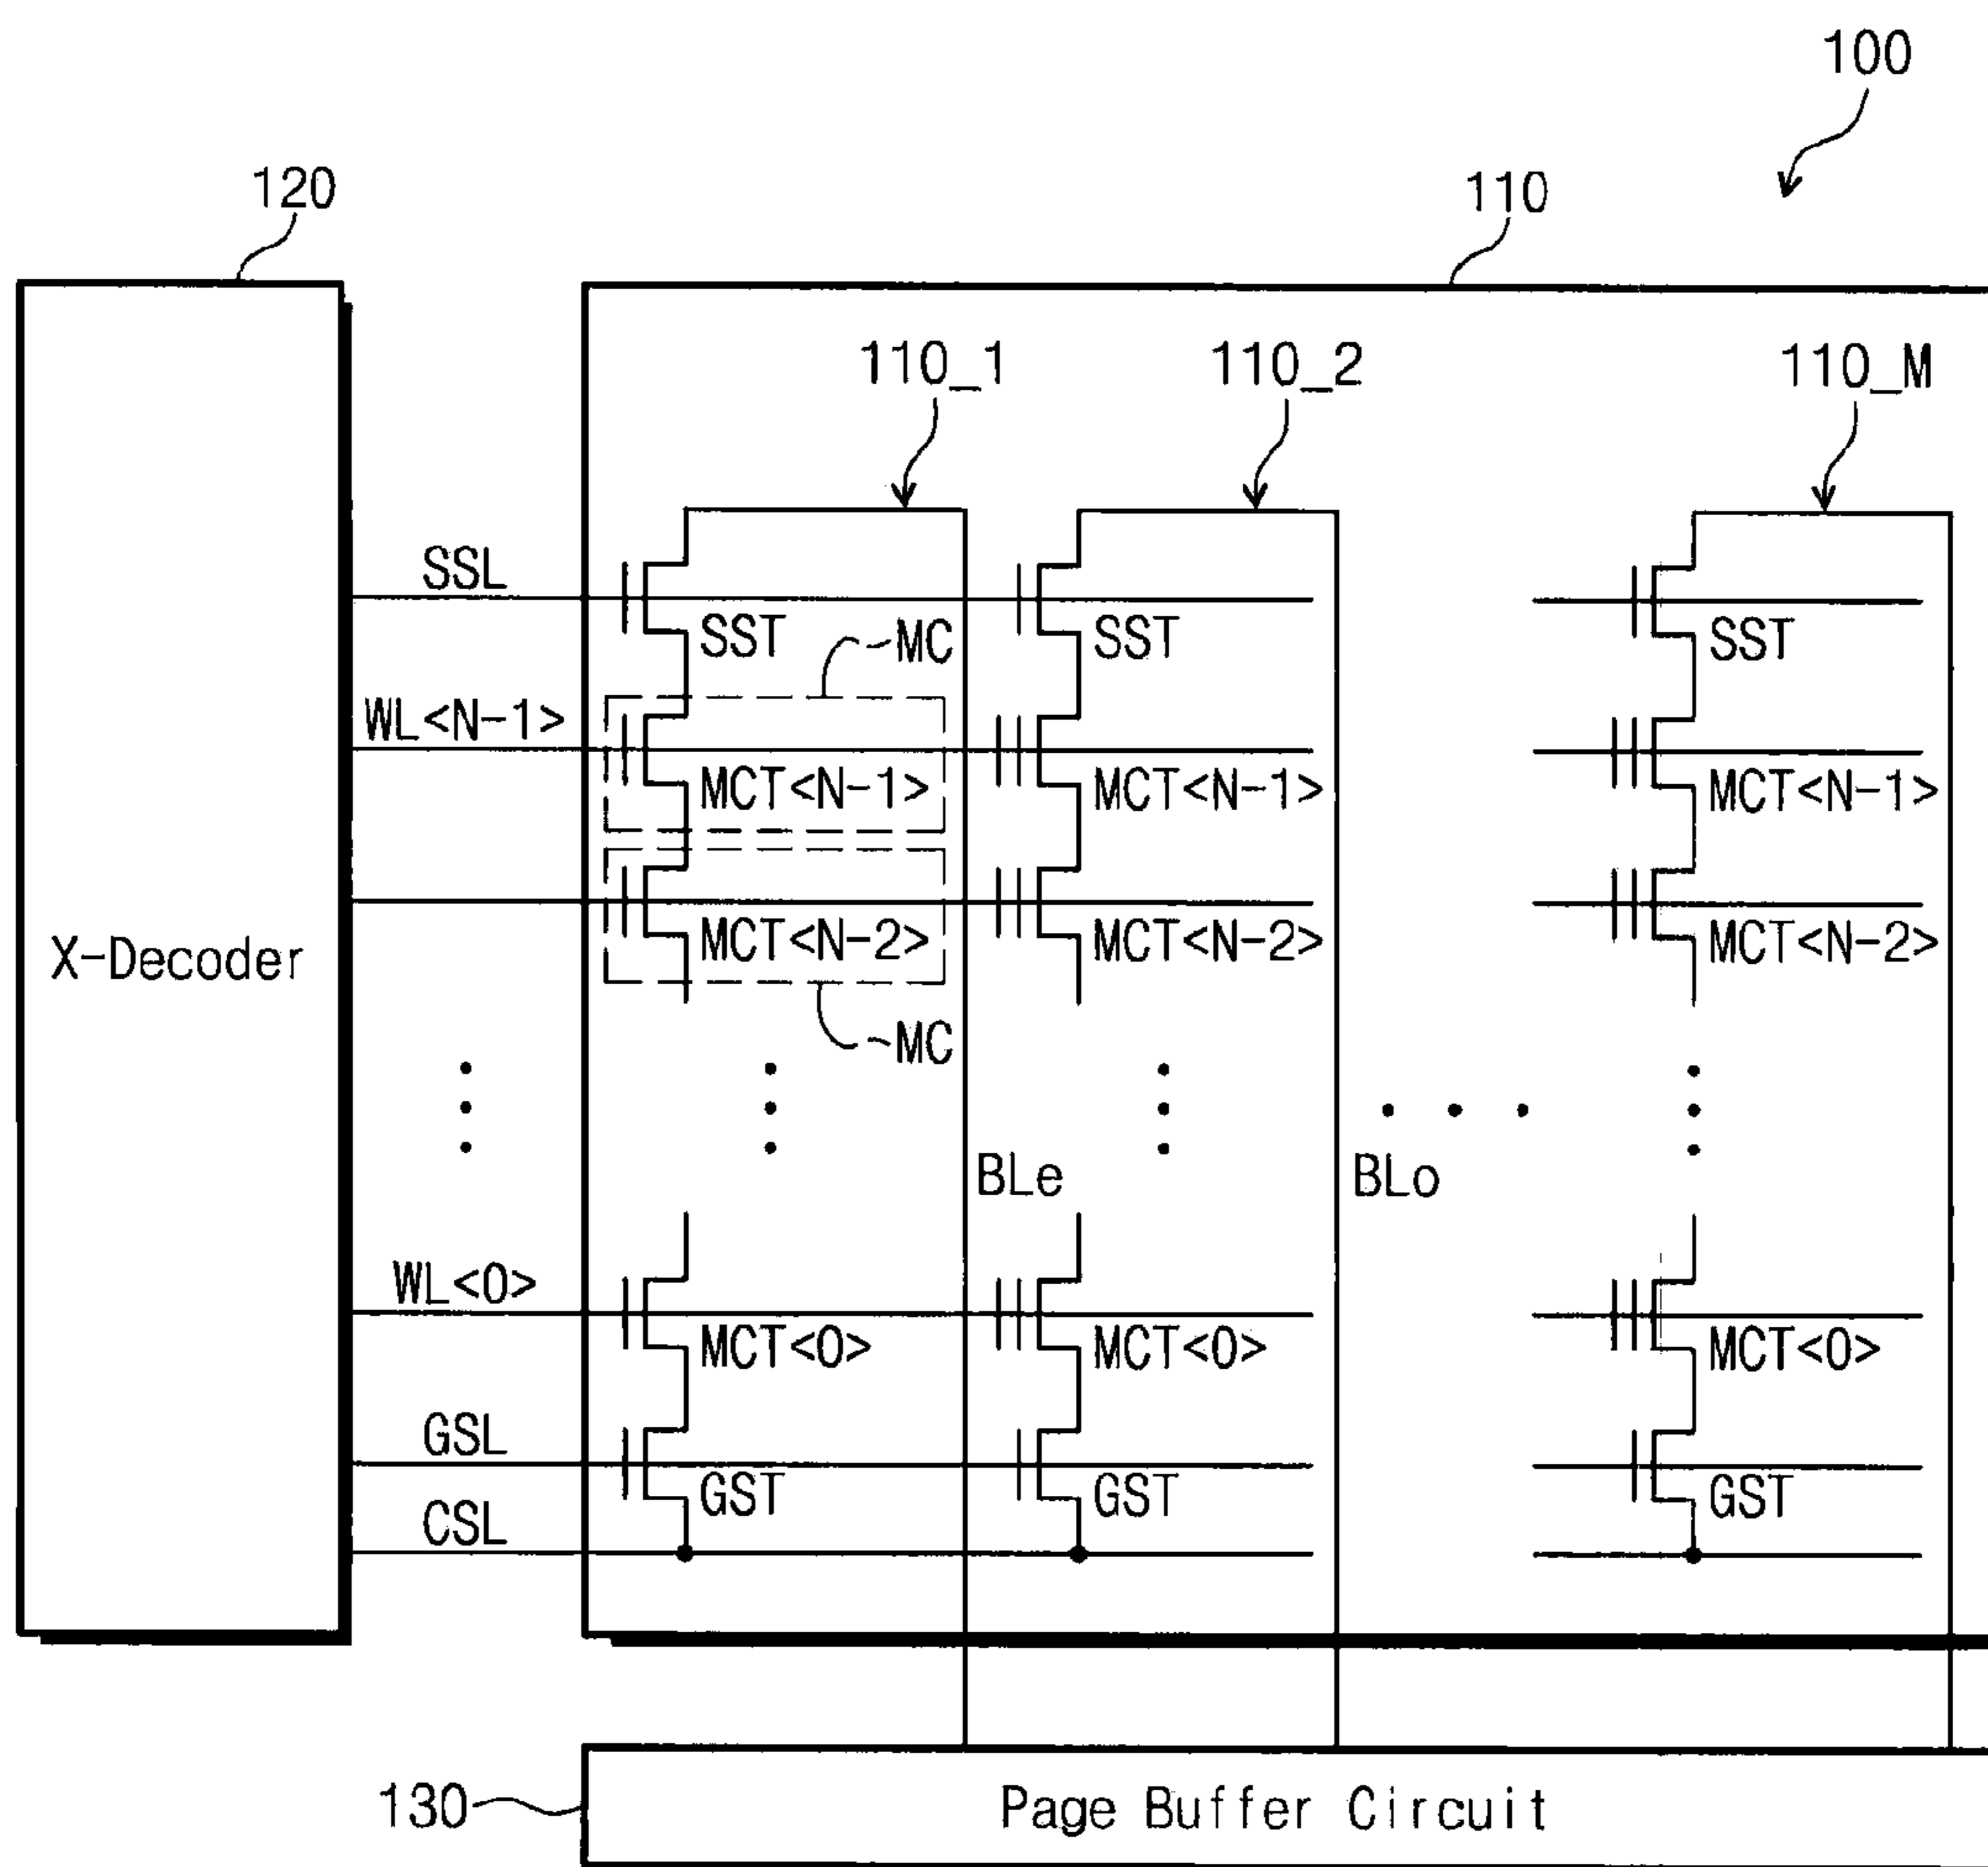 100
120
110
110_1
110_2
110_M
SSL
SST
SST
SST
MC
WL<N-1>
MCT<N-1>
MCT<N-1>
MCT<N-1>
X-Decoder
MCT<N-2>
MCT<N-2>
MCT<N-2>
MC
BLe
BLo
WL<0>
MCT<0>
MCT<0>
MCT<0>
GSL
GST
GST
GST
CSL
130
Page Buffer Circuit